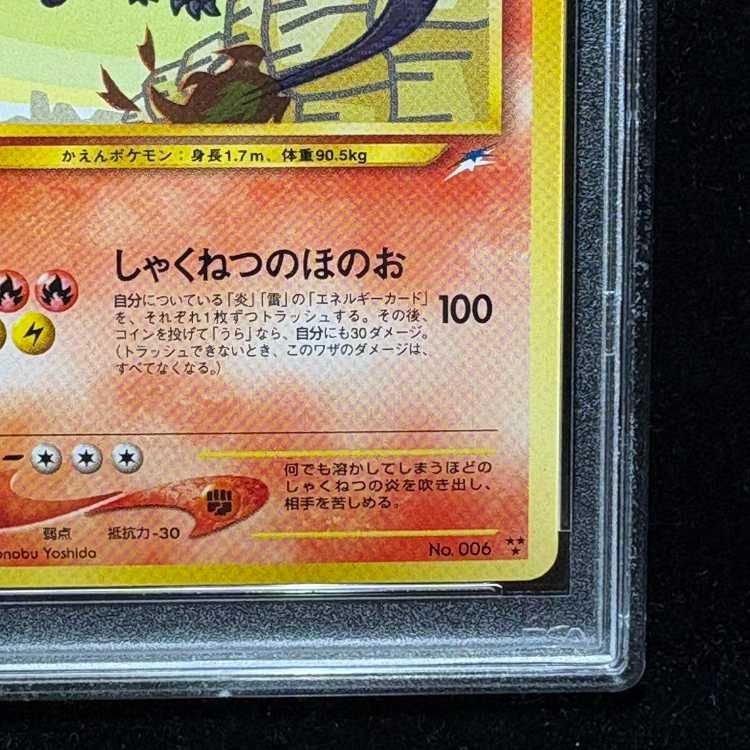 かえんポケモン：身長1.7m、体重90.5kg
しゃくねつのほのお
自分についている「炎」「雷」の「エネルギーカード」
を、それぞれ1枚ずつトラッシュする。その後、
コインを投げて「うら」なら、自分にも30ダメージ。
（トラッシュできないとき、このワザのダメージは、
すべてなくなる。）
100
何でも溶かしてしまうほどの
しゃくねつの炎を吹き出し、
相手を苦しめる。
弱点 抵抗力-30
onobu Yoshida
No. 006
PSA